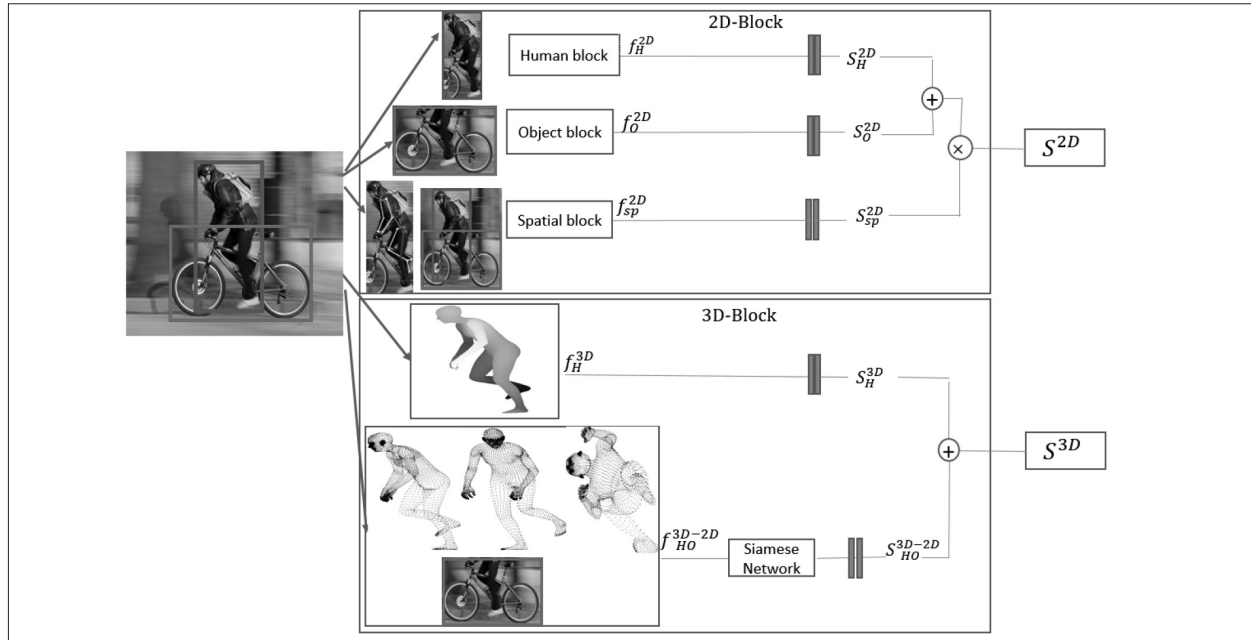 2D-Block
Human block
f_H^{2D}
S_H^{2D}
+
Object block
f_O^{2D}
S_O^{2D}
×
S^{2D}
Spatial block
f_{sp}^{2D}
S_{sp}^{2D}
3D-Block
f_H^{3D}
S_H^{3D}
+
S^{3D}
f_{HO}^{3D-2D}
Siamese
Network
S_{HO}^{3D-2D}